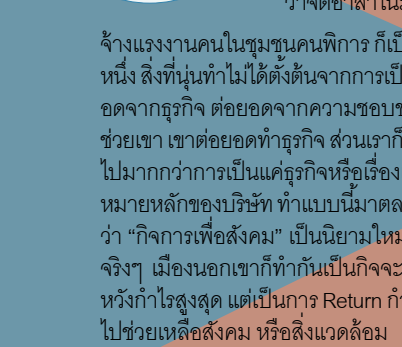 ว่าจิตอาสาในส
จ้างแรงงานคนในชุมชนคนพิการ ก็เป็
หนึ่ง สิ่งที่นุ่นทำไม่ได้ตั้งต้นจากการเป็
อดจากธุรกิจ ต่อยอดจากความชอบข
ช่วยเขา เขาต่อยอดทำธุรกิจ ส่วนเราก็
ไปมากกว่าการเป็นแค่ธุรกิจหรือเรื่อง
หมายหลักของบริษัท ทำแบบนี้มาตล
ว่า “กิจการเพื่อสังคม” เป็นนิยามใหม
จริงๆ เมืองนอกเขาก็ทำกันเป็นกิจจะ
หวังกำไรสูงสุด แต่เป็นการ Return กำ
ไปช่วยเหลือสังคม หรือสิ่งแวดล้อม